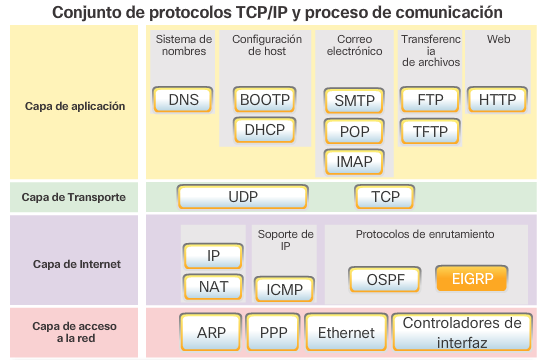 Conjunto de protocolos TCP/IP y proceso de comunicación
Capa de aplicación
Sistema de
nombres
DNS
Configuración
de host
BOOTP
DHCP
Correo
electrónico
SMTP
POP
IMAP
Transferenc
ia
de archivos
FTP
TFTP
Web
HTTP
Capa de Transporte
UDP
TCP
Capa de Internet
IP
NAT
Soporte de
IP
ICMP
Protocolos de enrutamiento
OSPF
EIGRP
Capa de acceso
a la red
ARP
PPP
Ethernet
Controladores de
interfaz